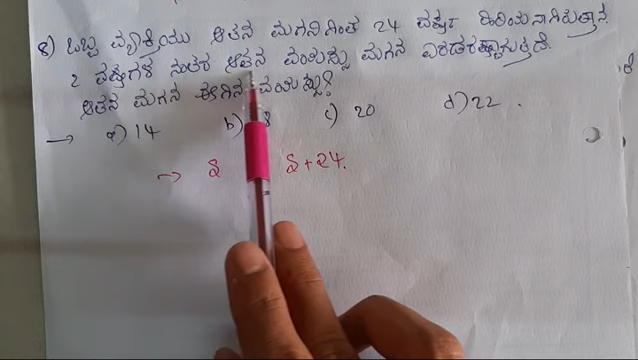 8) ಒಬ್ಬ ವ್ಯಕ್ತಿಯು ಆತನ ಮಗನಿಗಿಂತ 24 ವರ್ಷ ಹಿರಿಯನಾಗಿರುತ್ತಾನೆ.
2 ವರ್ಷಗಳ ನಂತರ ಆತನ ವಯಸ್ಸು ಮಗನ ಎರಡರಷ್ಟಾಗುತ್ತದೆ.
ಆತನ ಮಗನ ಈಗಿನ ವಯಸ್ಸು?
→ a) 14 b) 8 c) 20 d) 22 .
→ S S+24.